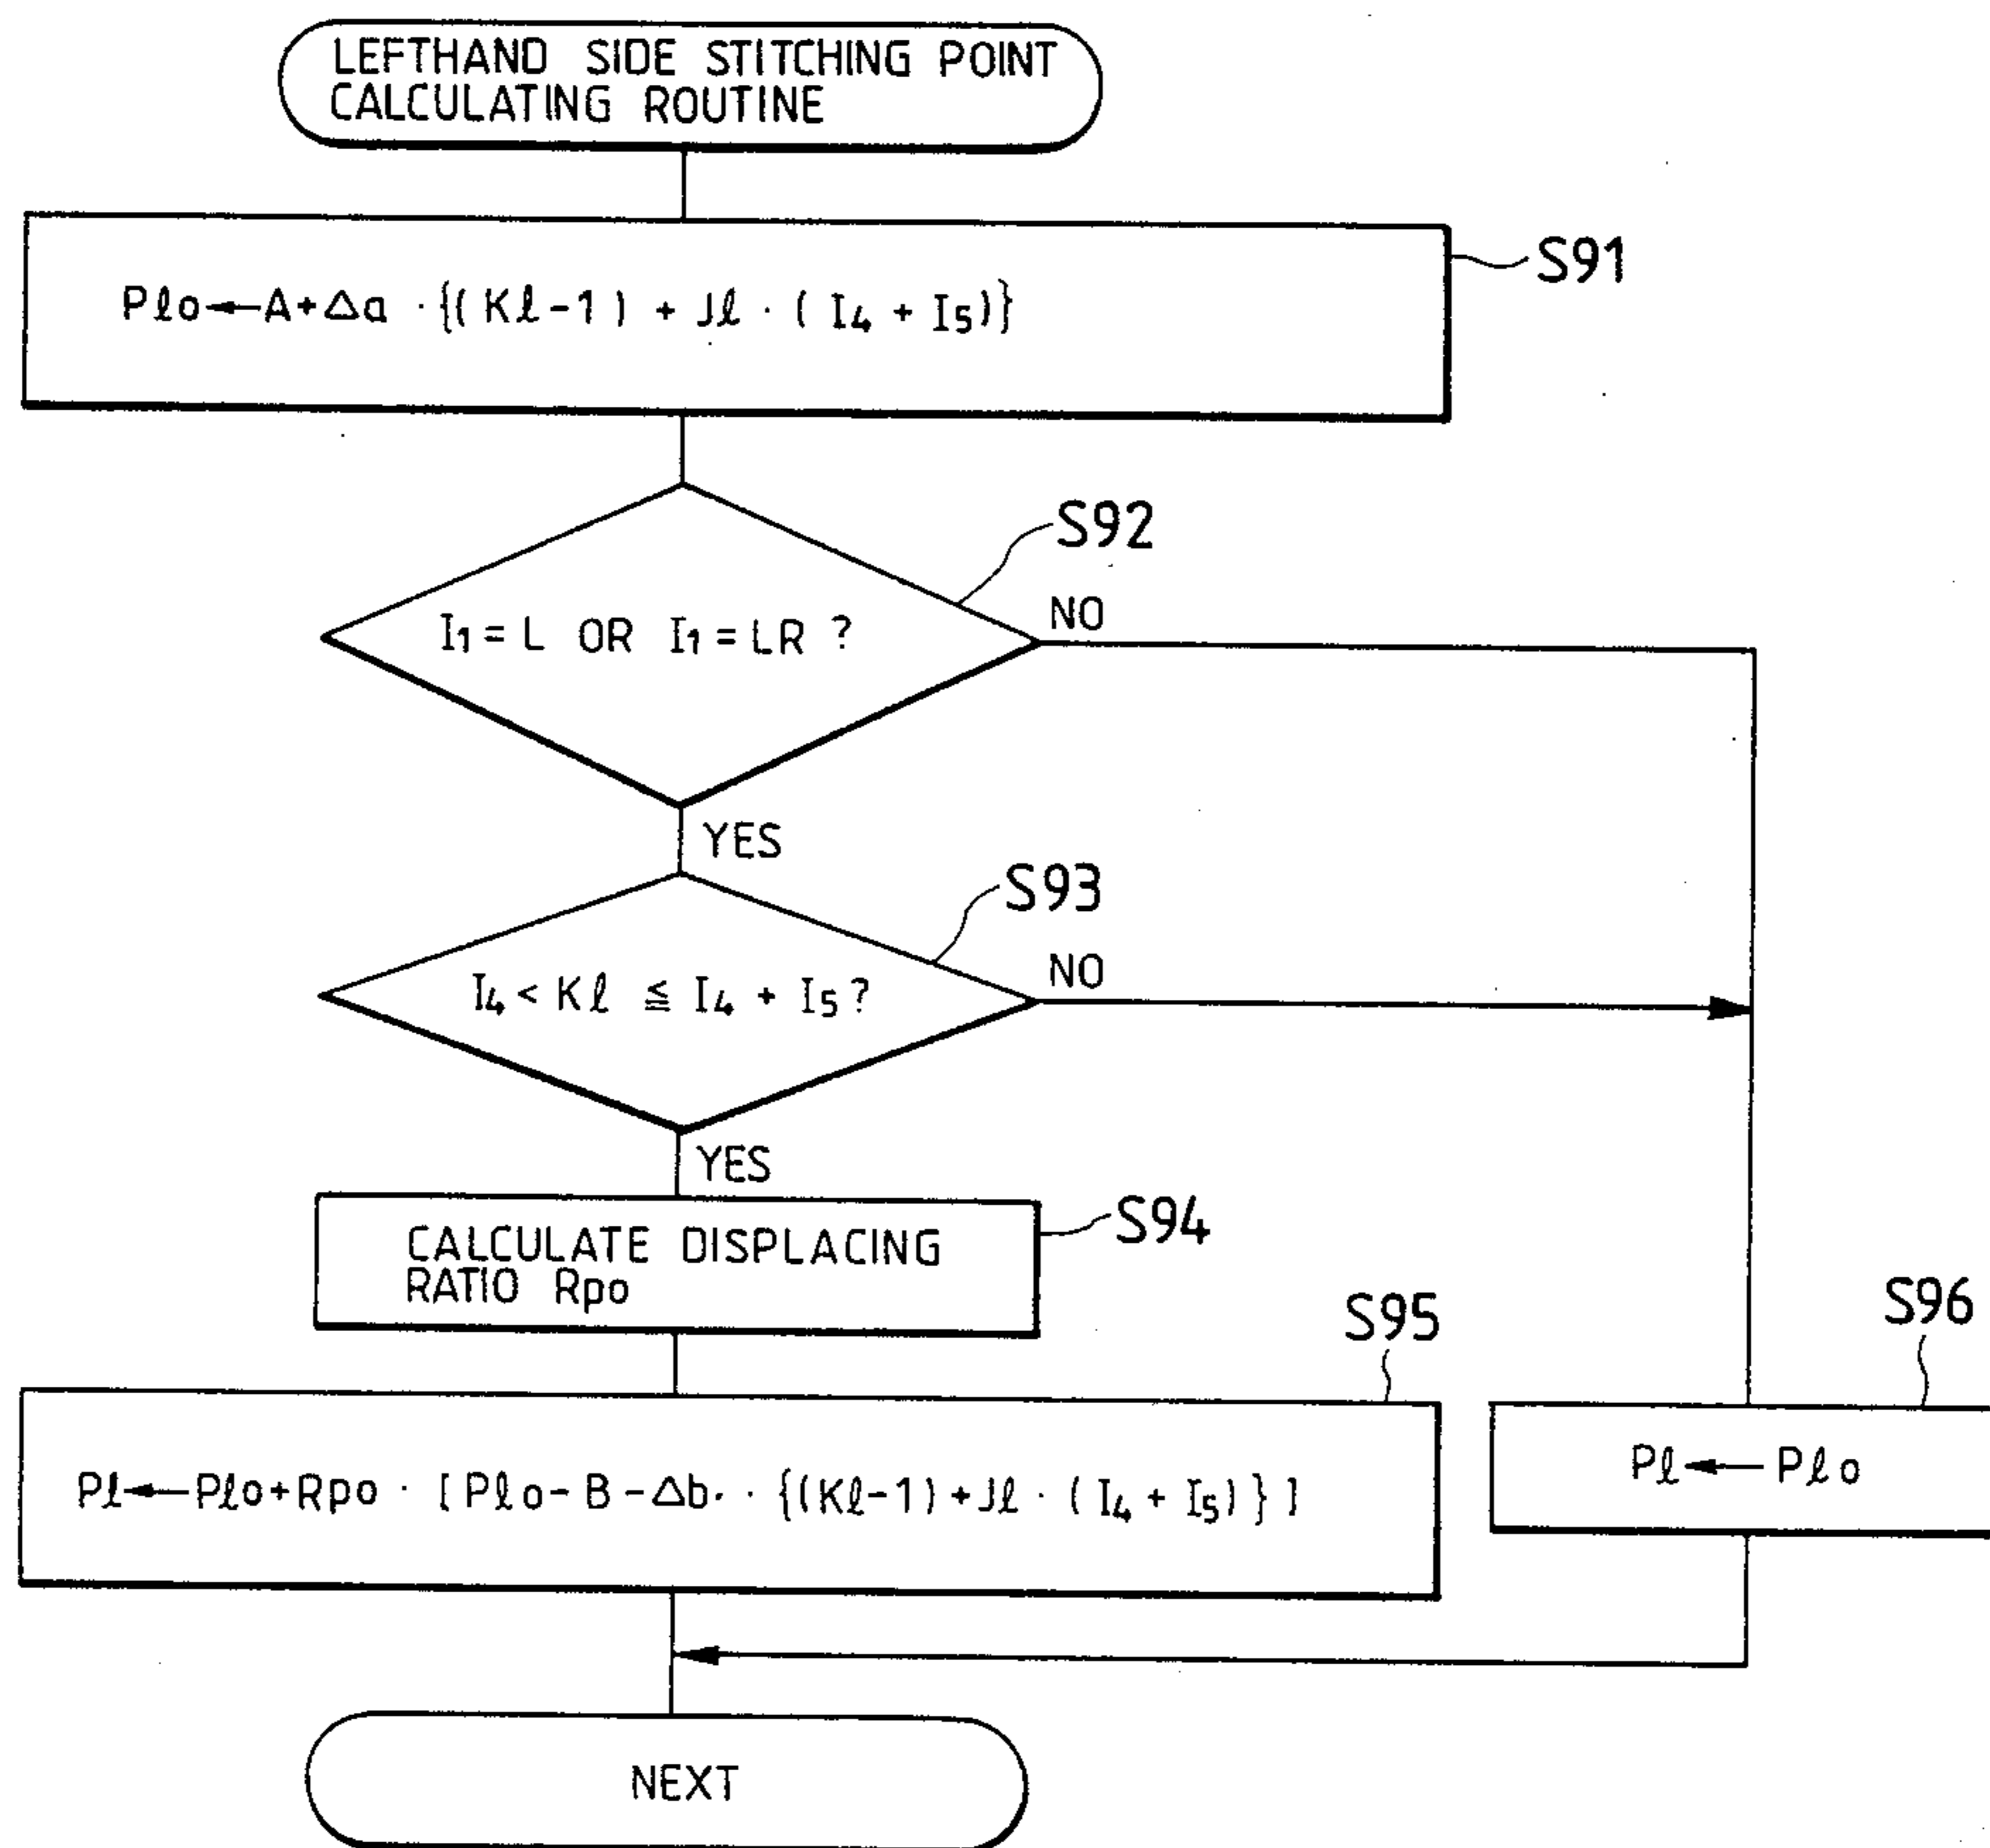 LEFTHAND SIDE STITCHING POINT
CALCULATING ROUTINE
S91
Pℓo←A+Δa·{(Kℓ-1)+Jℓ·(I₄+I₅)}
S92
I₁=L OR I₁=LR ?
NO
YES
S93
I₄<Kℓ≦I₄+I₅?
NO
YES
S94
CALCULATE DISPLACING
RATIO Rpo
S95
Pℓ←Pℓo+Rpo·[Pℓo-B-Δb·{(Kℓ-1)+Jℓ·(I₄+I₅)}]
S96
Pℓ←Pℓo
NEXT